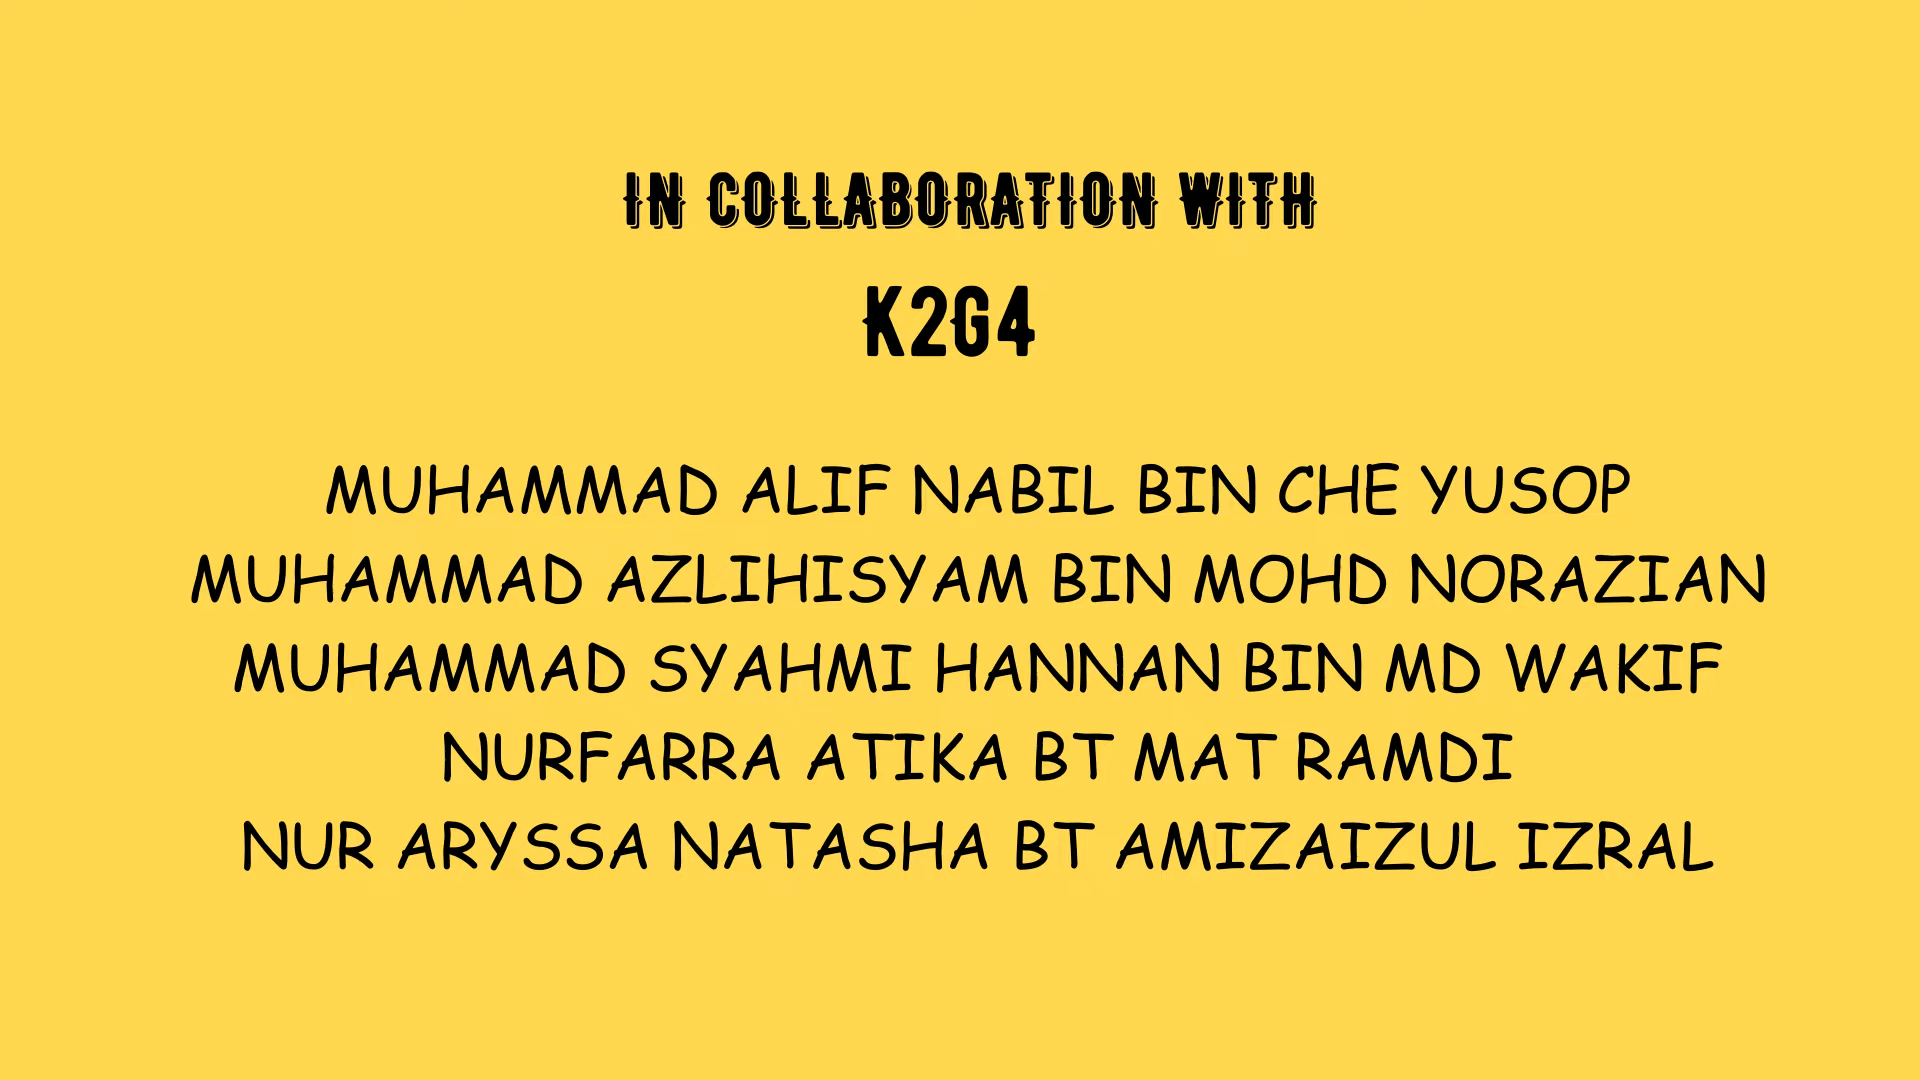 IN COLLABORATION WITH
K2G4
MUHAMMAD ALIF NABIL BIN CHE YUSOP
MUHAMMAD AZLIHISYAM BIN MOHD NORAZIAN
MUHAMMAD SYAHMI HANNAN BIN MD WAKIF
NURFARRA ATIKA BT MAT RAMDI
NUR ARYSSA NATASHA BT AMIZAIZUL IZRAL